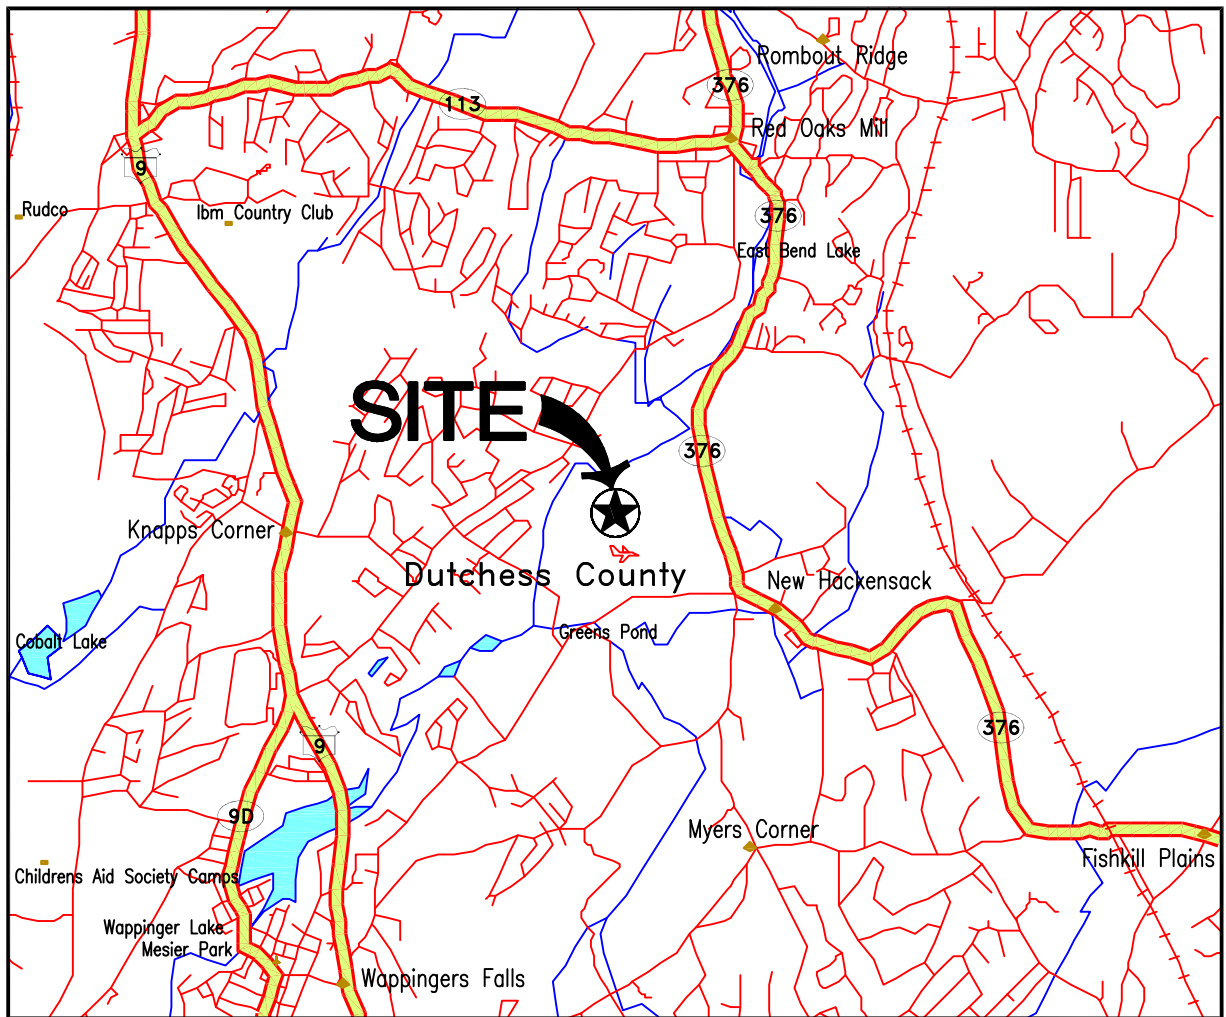 Rombout Ridge
376
113
Red Oaks Mill
9
Rudco
Ibm Country Club
376
East Bend Lake
SITE
376
Knapps Corner
Dutchess County
New Hackensack
Greens Pond
Cobalt Lake
376
9
9D
Myers Corner
Fishkill Plains
Childrens Aid Society Camps
Wappinger Lake
Mesier Park
Wappingers Falls